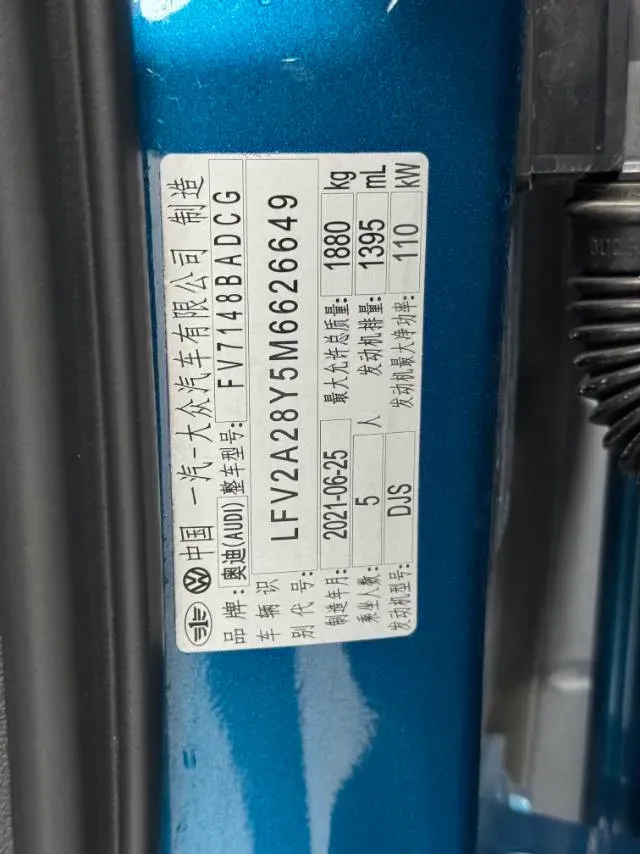 中国 一汽-大众汽车有限公司 制造
品牌: 奥迪(AUDI) 整车型号: FV7148BADCG
车辆识别代号: LFV2A28Y5M6626649
制造年月: 2021-06-25 最大允许总质量: 1880 kg
乘坐人数: 5 人 发动机排量: 1395 mL
发动机型号: DJS 发动机最大净功率: 110 kW